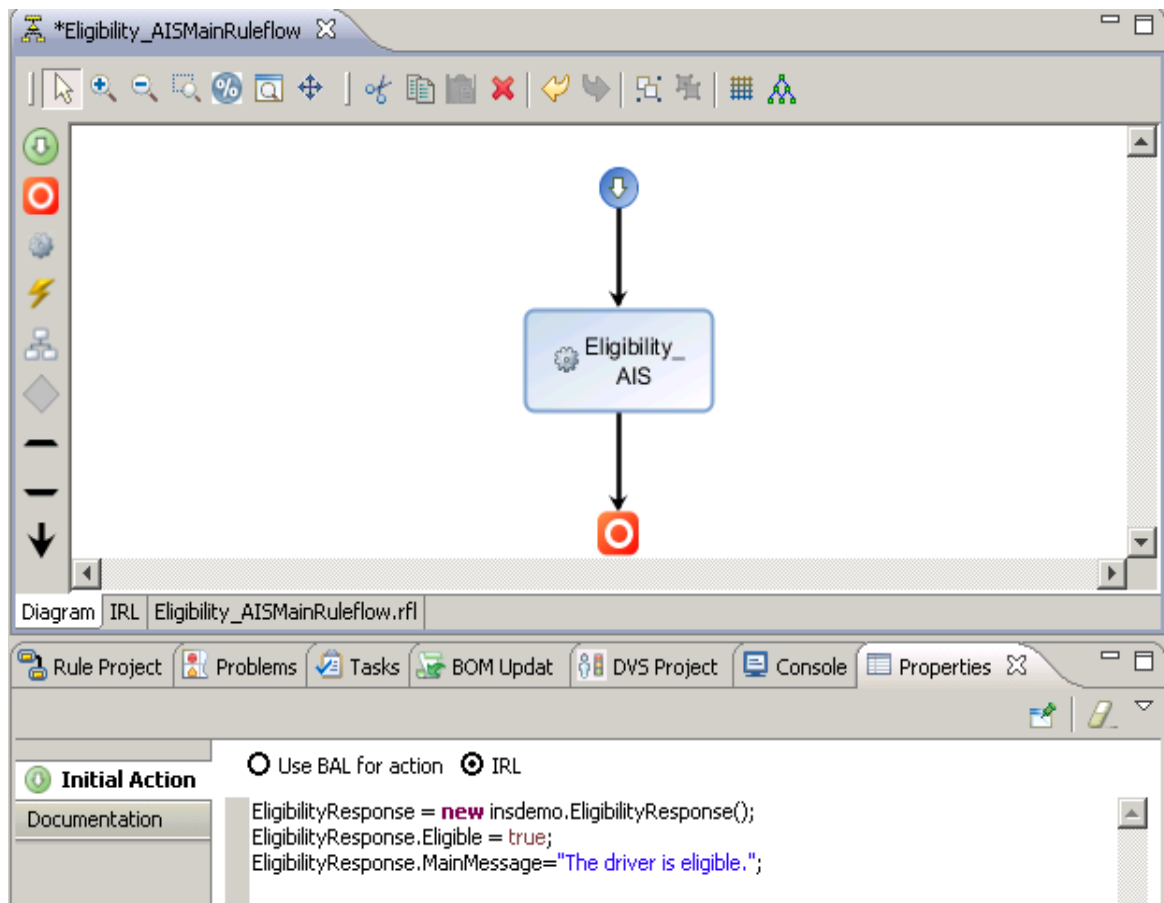 *Eligibility_AISMainRuleflow
Eligibility_
AIS
Diagram IRL Eligibility_AISMainRuleflow.rfl
Rule Project Problems Tasks BOM Updat DVS Project Console Properties
Initial Action
Documentation
Use BAL for action IRL
EligibilityResponse = new insdemo.EligibilityResponse();
EligibilityResponse.Eligible = true;
EligibilityResponse.MainMessage="The driver is eligible.";